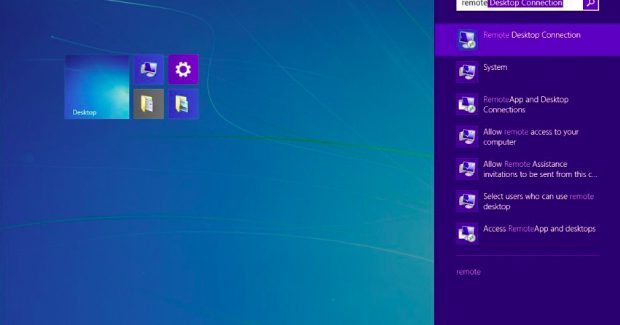 remote Desktop Connection
Remote Desktop Connection
System
RemoteApp and Desktop
Connections
Allow remote access to your
computer
Allow Remote Assistance
invitations to be sent from this c...
Select users who can use remote
desktop
Access RemoteApp and desktops
remote
Desktop